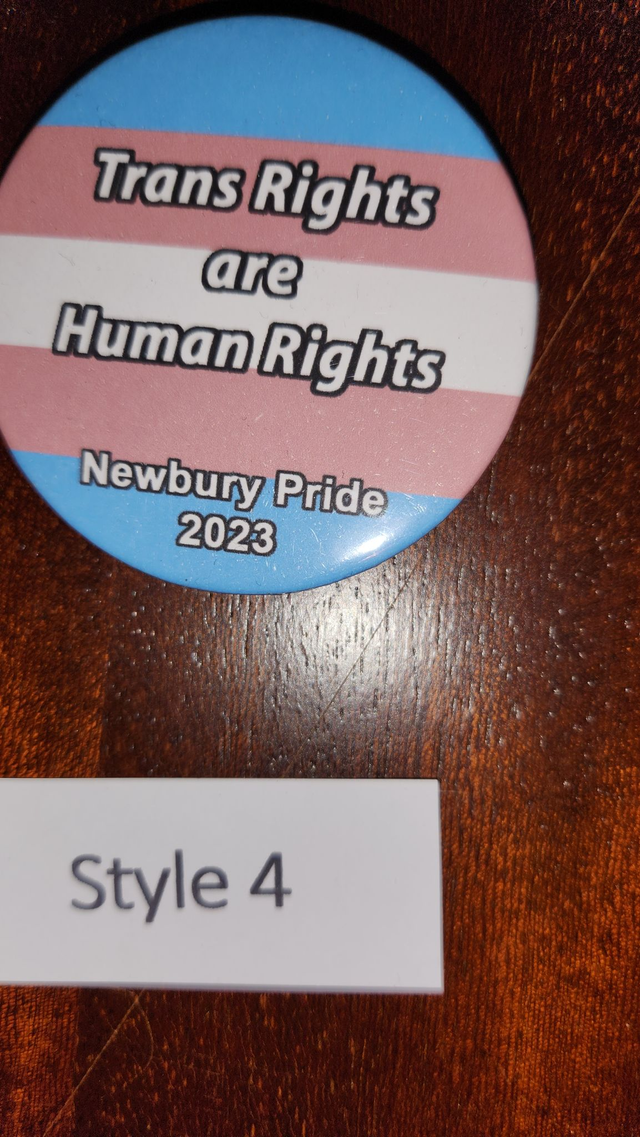 Trans Rights
are
Human Rights
Newbury Pride
2023
Style 4